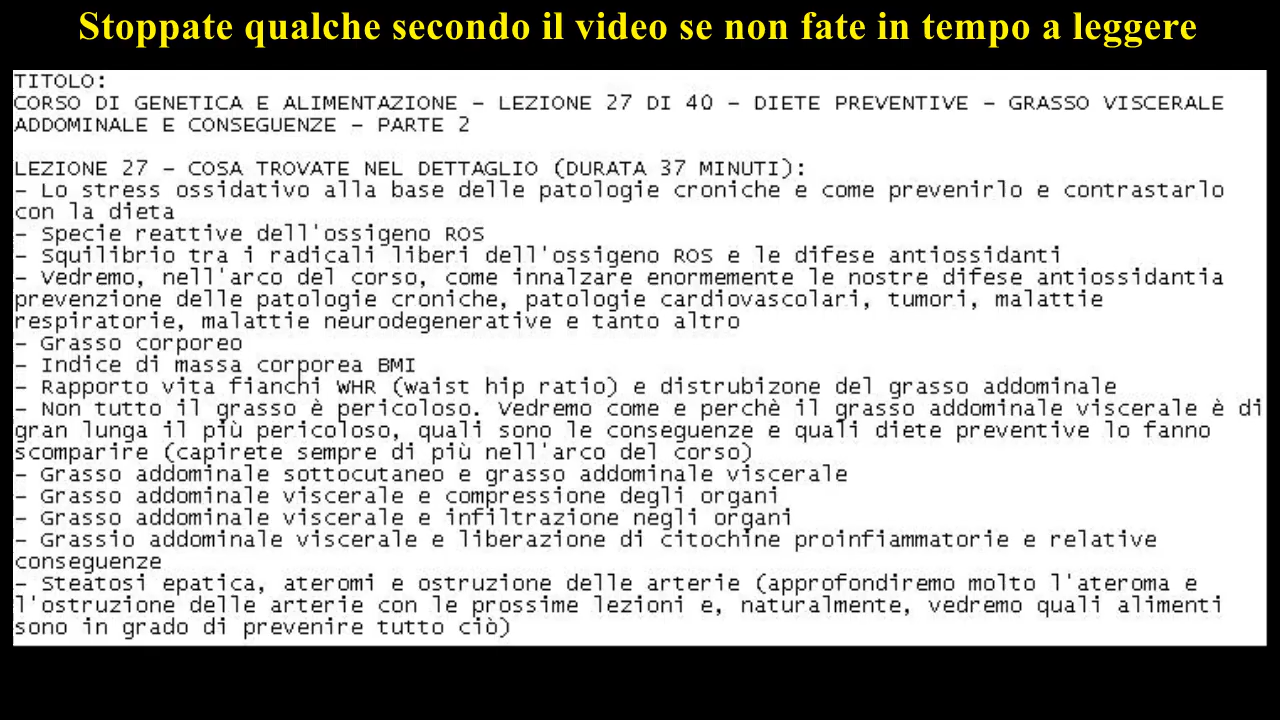 Stoppate qualche secondo il video se non fate in tempo a leggere
TITOLO:
CORSO DI GENETICA E ALIMENTAZIONE - LEZIONE 27 DI 40 - DIETE PREVENTIVE - GRASSO VISCERALE
ADDOMINALE E CONSEGUENZE - PARTE 2
LEZIONE 27 - COSA TROVATE NEL DETTAGLIO (DURATA 37 MINUTI):
- Lo stress ossidativo alla base delle patologie croniche e come prevenirlo e contrastarlo
con la dieta
- Specie reattive dell'ossigeno ROS
- Squilibrio tra i radicali liberi dell'ossigeno ROS e le difese antiossidanti
- Vedremo, nell'arco del corso, come innalzare enormemente le nostre difese antiossidantia
prevenzione delle patologie croniche, patologie cardiovascolari, tumori, malattie
respiratorie, malattie neurodegenerative e tanto altro
- Grasso corporeo
- Indice di massa corporea BMI
- Rapporto vita fianchi WHR (waist hip ratio) e distrubizone del grasso addominale
- Non tutto il grasso è pericoloso. Vedremo come e perchè il grasso addominale viscerale è di
gran lunga il più pericoloso, quali sono le conseguenze e quali diete preventive lo fanno
scomparire (capirete sempre di più nell'arco del corso)
- Grasso addominale sottocutaneo e grasso addominale viscerale
- Grasso addominale viscerale e compressione degli organi
- Grasso addominale viscerale e infiltrazione negli organi
- Grassio addominale viscerale e liberazione di citochine proinfiammatorie e relative
conseguenze
- Steatosi epatica, ateromi e ostruzione delle arterie (approfondiremo molto l'ateroma e
l'ostruzione delle arterie con le prossime lezioni e, naturalmente, vedremo quali alimenti
sono in grado di prevenire tutto ciò)